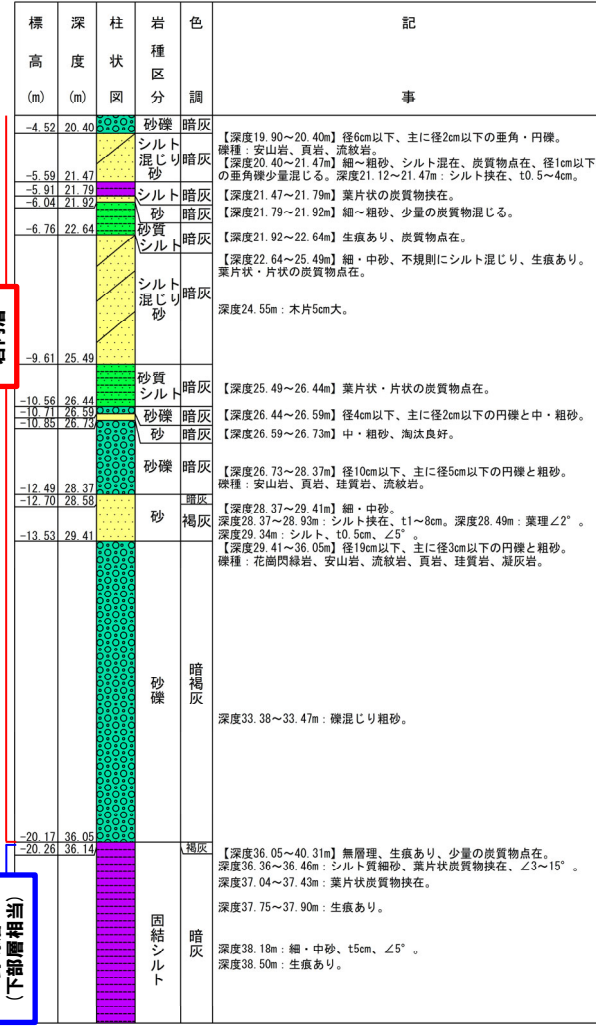 標高(m) 深度(m) 柱状図 岩種区分 色調 記事
-4.52 20.40 砂礫 暗灰
【深度19.90~20.40m】径6cm以下、主に径2cm以下の亜角・円礫。
礫種：安山岩、頁岩、流紋岩。
-5.59 21.47 シルト混じり砂 暗灰
【深度20.40~21.47m】細~粗砂、シルト混在、炭質物点在、径1cm以下
の亜角礫少量混じる。深度21.12~21.47m：シルト挟在、t0.5~4cm。
-5.91 21.79 シルト 暗灰
【深度21.47~21.79m】葉片状の炭質物挟在。
-6.04 21.92 砂 暗灰
【深度21.79~21.92m】細~粗砂、少量の炭質物混じる。
-6.76 22.64 砂質シルト 暗灰
【深度21.92~22.64m】生痕あり、炭質物点在。
-9.61 25.49 シルト混じり砂 暗灰
【深度22.64~25.49m】細・中砂、不規則にシルト混じり、生痕あり。
葉片状・片状の炭質物点在。
深度24.55m：木片5cm大。
-10.56 26.44 砂質シルト 暗灰
【深度25.49~26.44m】葉片状・片状の炭質物点在。
-10.71 26.59 砂礫 暗灰
【深度26.44~26.59m】径4cm以下、主に径2cm以下の円礫と中・粗砂。
-10.85 26.73 砂 暗灰
【深度26.59~26.73m】中・粗砂、淘汰良好。
-12.49 28.37 砂礫 暗灰
【深度26.73~28.37m】径10cm以下、主に径5cm以下の円礫と粗砂。
礫種：安山岩、頁岩、珪質岩、流紋岩。
-12.70 28.58 暗灰
-13.53 29.41 砂 褐灰
【深度28.37~29.41m】細・中砂。
深度28.37~28.93m：シルト挟在、t1~8cm。深度28.49m：葉理∠2°。
深度29.34m：シルト、t0.5cm、∠5°。
-20.17 36.05 砂礫 暗褐灰
【深度29.41~36.05m】径19cm以下、主に径3cm以下の円礫と粗砂。
礫種：花崗閃緑岩、安山岩、流紋岩、頁岩、珪質岩、凝灰岩。
深度33.38~33.47m：礫混じり粗砂。
-20.26 36.14 褐灰
固結シルト 暗灰
【深度36.05~40.31m】無層理、生痕あり、少量の炭質物点在。
深度36.36~36.46m：シルト質細砂、葉片状炭質物挟在、∠3~15°。
深度37.04~37.43m：葉片状炭質物挟在。
深度37.75~37.90m：生痕あり。
深度38.18m：細・中砂、t5cm、∠5°。
深度38.50m：生痕あり。
(下部層相当)